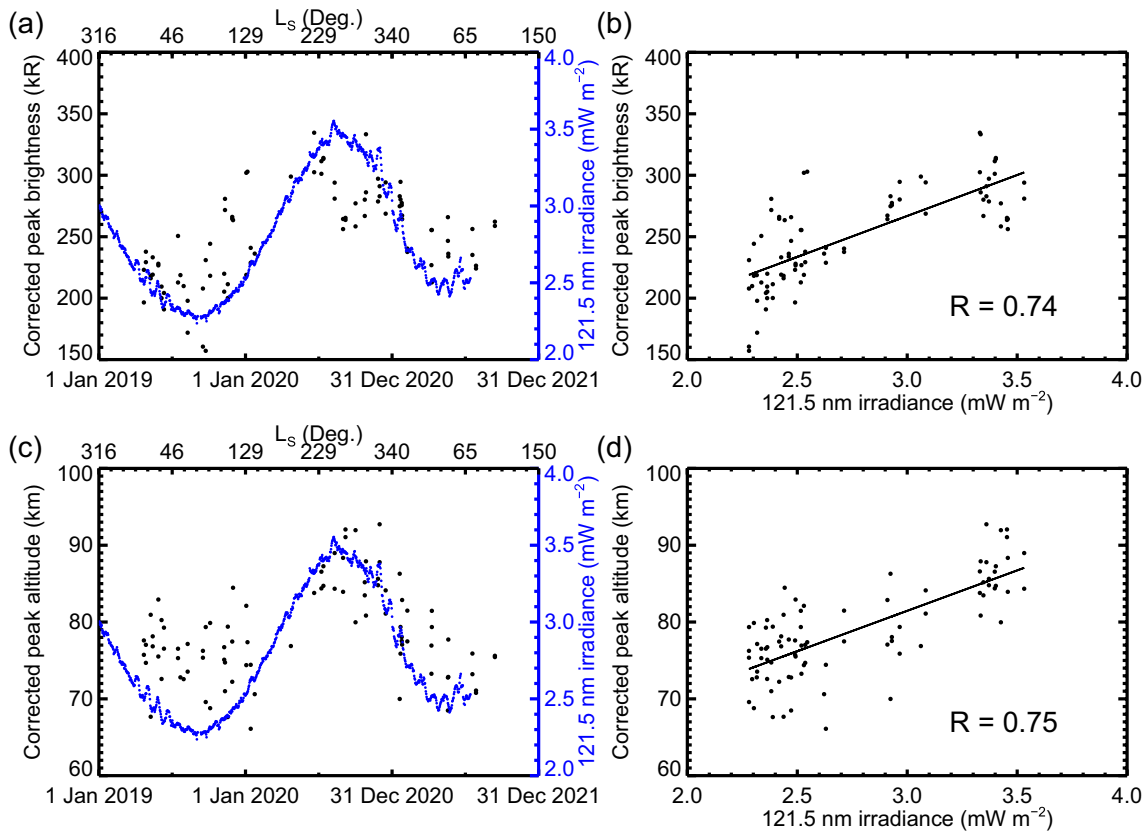 (a)
L_S (Deg.)
316 46 129 229 340 65 150
Corrected peak brightness (kR)
400
350
300
250
200
150
4.0
3.5
3.0
2.5
2.0
121.5 nm irradiance (mW m⁻²)
1 Jan 2019 1 Jan 2020 31 Dec 2020 31 Dec 2021
(b)
Corrected peak brightness (kR)
400
350
300
250
200
150
R = 0.74
2.0 2.5 3.0 3.5 4.0
121.5 nm irradiance (mW m⁻²)
(c)
L_S (Deg.)
316 46 129 229 340 65 150
Corrected peak altitude (km)
100
90
80
70
60
4.0
3.5
3.0
2.5
2.0
121.5 nm irradiance (mW m⁻²)
1 Jan 2019 1 Jan 2020 31 Dec 2020 31 Dec 2021
(d)
Corrected peak altitude (km)
100
90
80
70
60
R = 0.75
2.0 2.5 3.0 3.5 4.0
121.5 nm irradiance (mW m⁻²)